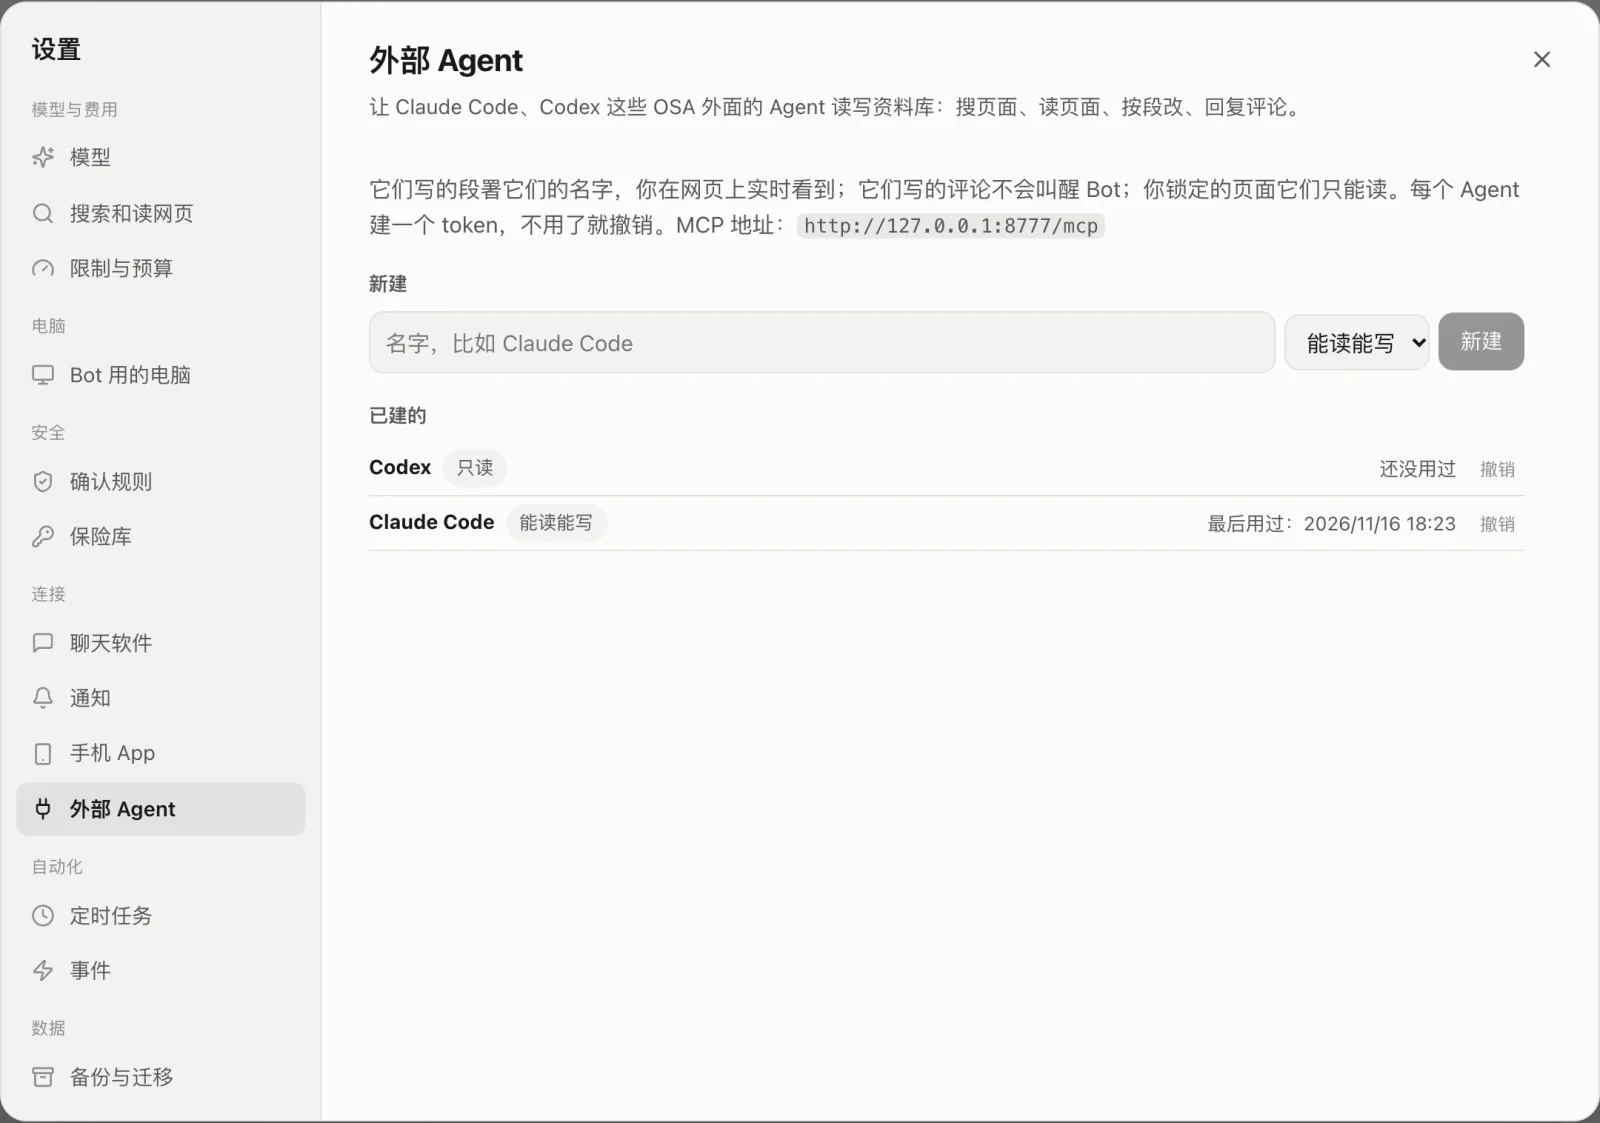 设置
模型与费用
模型
搜索和读网页
限制与预算
电脑
Bot 用的电脑
安全
确认规则
保险库
连接
聊天软件
通知
手机 App
外部 Agent
自动化
定时任务
事件
数据
备份与迁移
外部 Agent
让 Claude Code、Codex 这些 OSA 外面的 Agent 读写资料库：搜页面、读页面、按段改、回复评论。
它们写的段署它们的名字，你在网页上实时看到；它们写的评论不会叫醒 Bot；你锁定的页面它们只能读。每个 Agent
建一个 token，不用了就撤销。MCP 地址： http://127.0.0.1:8777/mcp
新建
名字，比如 Claude Code 能读能写 新建
已建的
Codex 只读 还没用过 撤销
Claude Code 能读能写 最后用过：2026/11/16 18:23 撤销